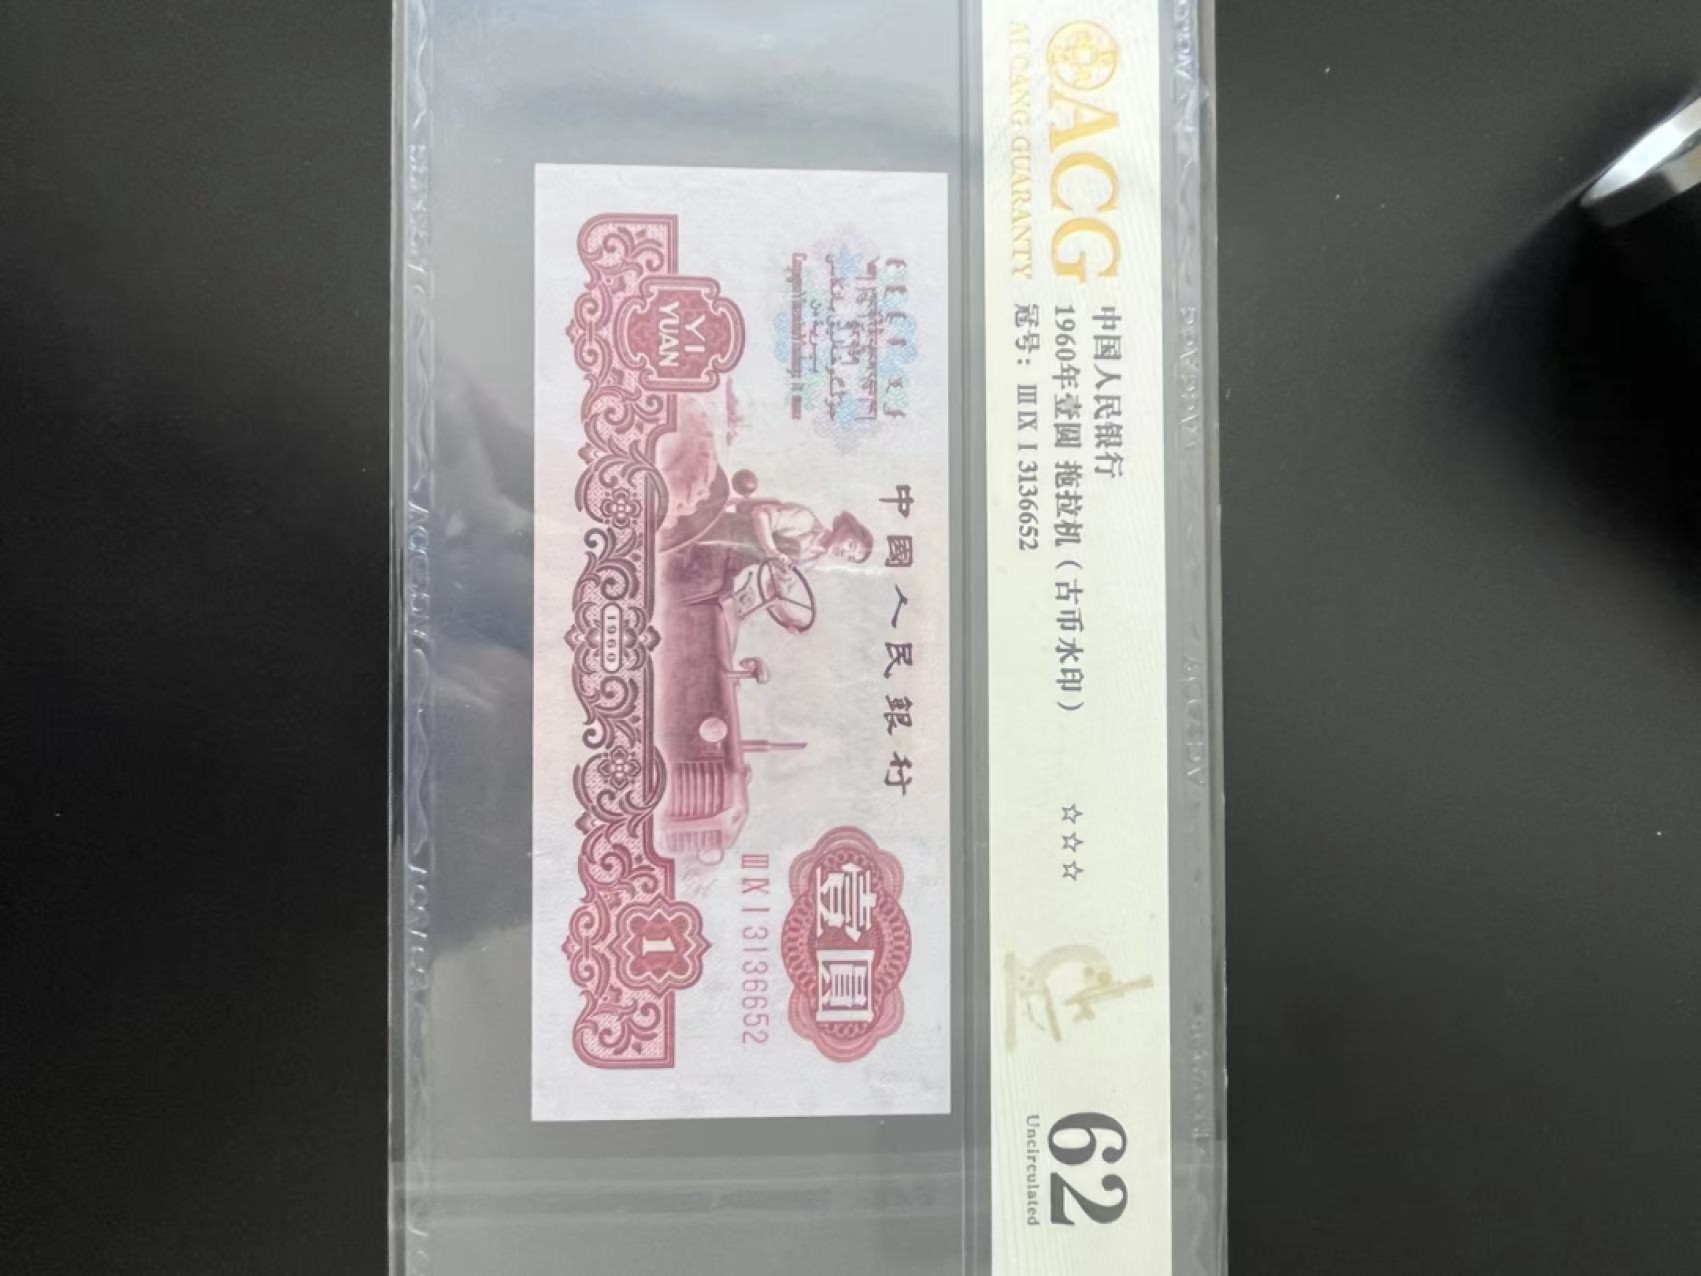 ACG
AI CANG GUARANTY
中国人民银行
1960年壹圆 拖拉机（古币水印）
☆☆☆
冠号：Ⅲ Ⅸ Ⅰ 3136652
62
Uncirculated
中國人民銀行
YI
YUAN
壹圓
Ⅲ Ⅸ Ⅰ 3136652
1960
1